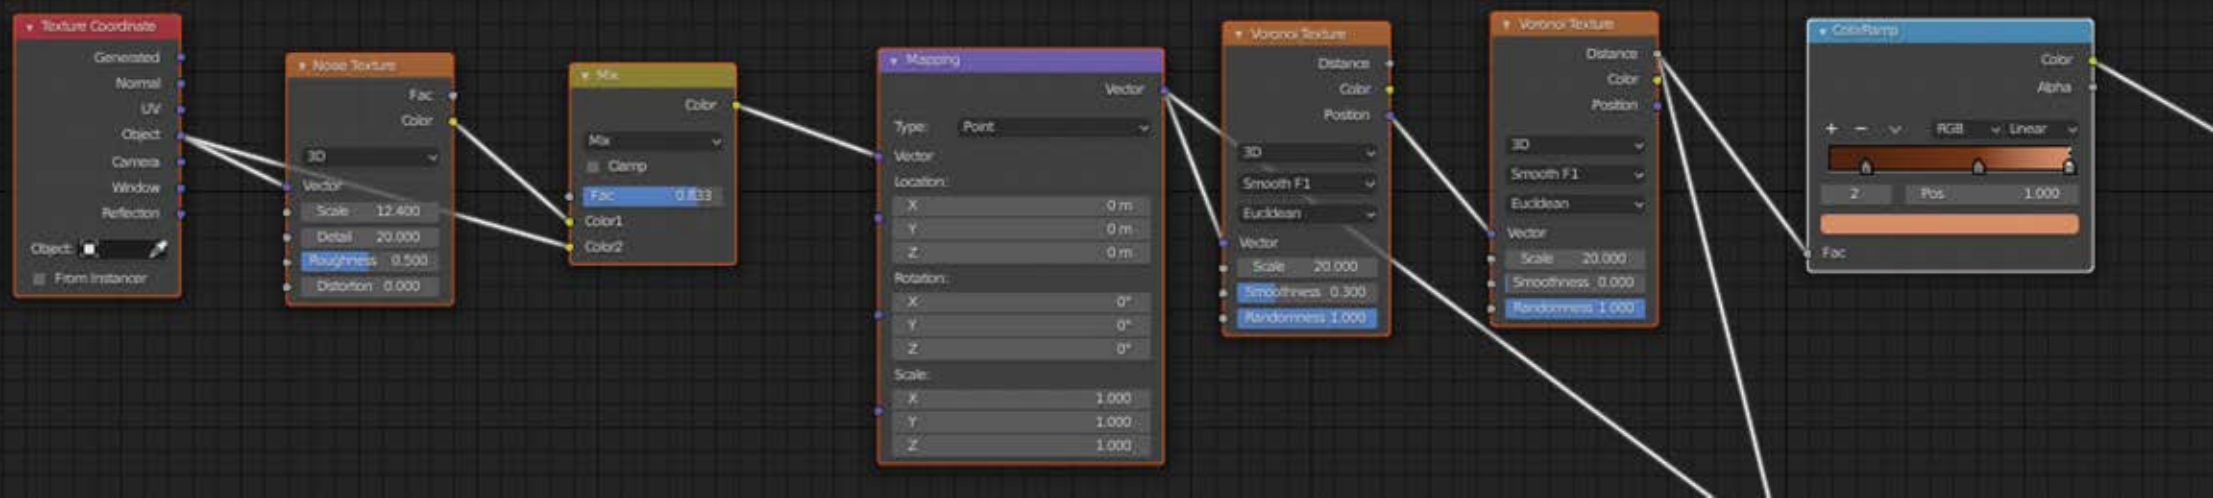 Texture Coordinate
Generated
Normal
UV
Object
Camera
Window
Reflection
Object:
From Instancer
Noise Texture
Fac
Color
3D
Vector
Scale 12.400
Detail 20.000
Roughness 0.500
Distortion 0.000
Mix
Color
Mix
Clamp
Fac 0.833
Color1
Color2
Mapping
Vector
Type: Point
Vector
Location:
X 0 m
Y 0 m
Z 0 m
Rotation:
X 0°
Y 0°
Z 0°
Scale:
X 1.000
Y 1.000
Z 1.000
Voronoi Texture
Distance
Color
Position
3D
Smooth F1
Euclidean
Vector
Scale 20.000
Smoothness 0.300
Randomness 1.000
Voronoi Texture
Distance
Color
Position
3D
Smooth F1
Euclidean
Vector
Scale 20.000
Smoothness 0.000
Randomness 1.000
ColorRamp
Color
Alpha
+ − RGB Linear
2 Pos 1.000
Fac